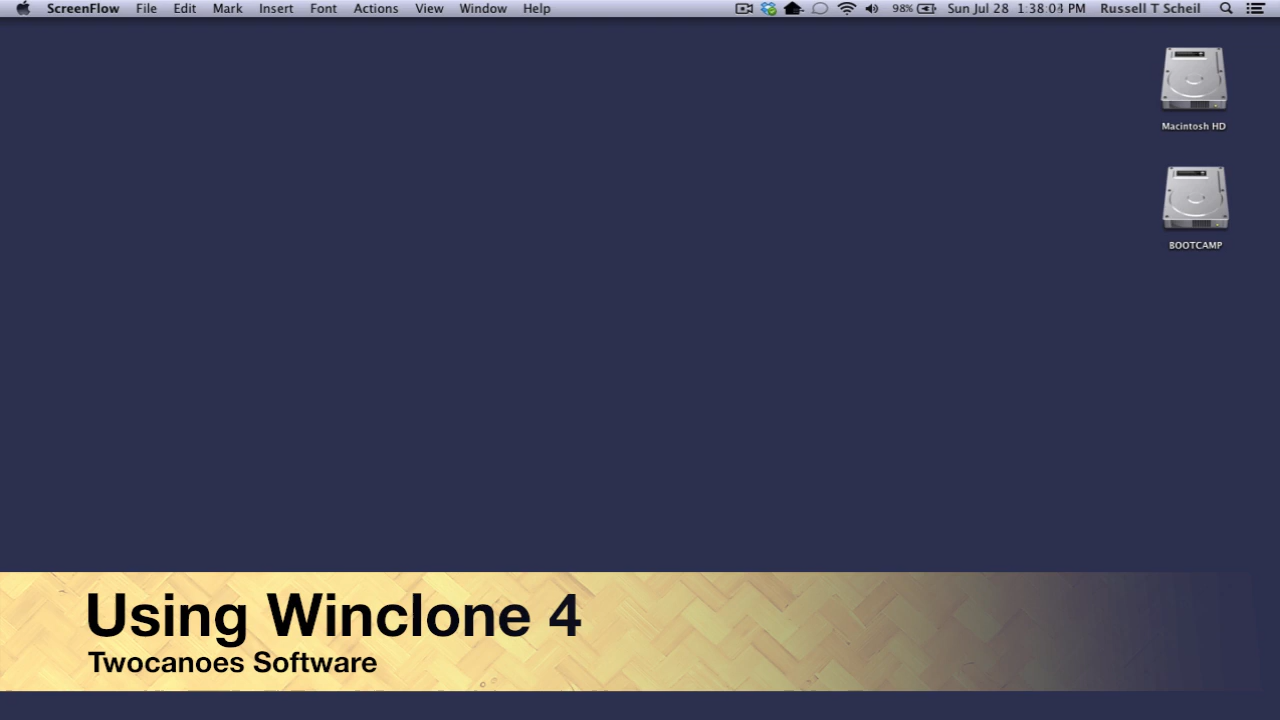 ScreenFlow File Edit Mark Insert Font Actions View Window Help 98% Sun Jul 28 1:38:04 PM Russell T Scheil
Macintosh HD
BOOTCAMP
Using Winclone 4
Twocanoes Software